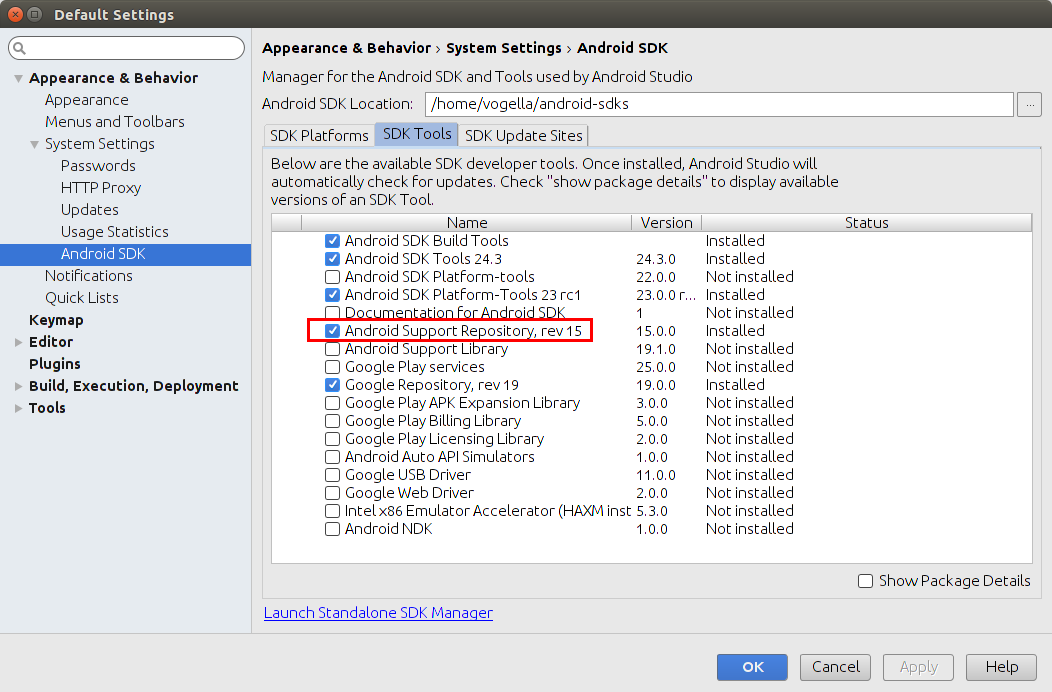 Default Settings
Appearance & Behavior
Appearance
Menus and Toolbars
System Settings
Passwords
HTTP Proxy
Updates
Usage Statistics
Android SDK
Notifications
Quick Lists
Keymap
Editor
Plugins
Build, Execution, Deployment
Tools
Appearance & Behavior › System Settings › Android SDK
Manager for the Android SDK and Tools used by Android Studio
Android SDK Location: /home/vogella/android-sdks ...
SDK Platforms SDK Tools SDK Update Sites
Below are the available SDK developer tools. Once installed, Android Studio will
automatically check for updates. Check "show package details" to display available
versions of an SDK Tool.
Name Version Status
Android SDK Build Tools Installed
Android SDK Tools 24.3 24.3.0 Installed
Android SDK Platform-tools 22.0.0 Not installed
Android SDK Platform-Tools 23 rc1 23.0.0 r... Installed
Documentation for Android SDK 1 Not installed
Android Support Repository, rev 15 15.0.0 Installed
Android Support Library 19.1.0 Not installed
Google Play services 25.0.0 Not installed
Google Repository, rev 19 19.0.0 Installed
Google Play APK Expansion Library 3.0.0 Not installed
Google Play Billing Library 5.0.0 Not installed
Google Play Licensing Library 2.0.0 Not installed
Android Auto API Simulators 1.0.0 Not installed
Google USB Driver 11.0.0 Not installed
Google Web Driver 2.0.0 Not installed
Intel x86 Emulator Accelerator (HAXM inst 5.3.0 Not installed
Android NDK 1.0.0 Not installed
Show Package Details
Launch Standalone SDK Manager
OK Cancel Apply Help